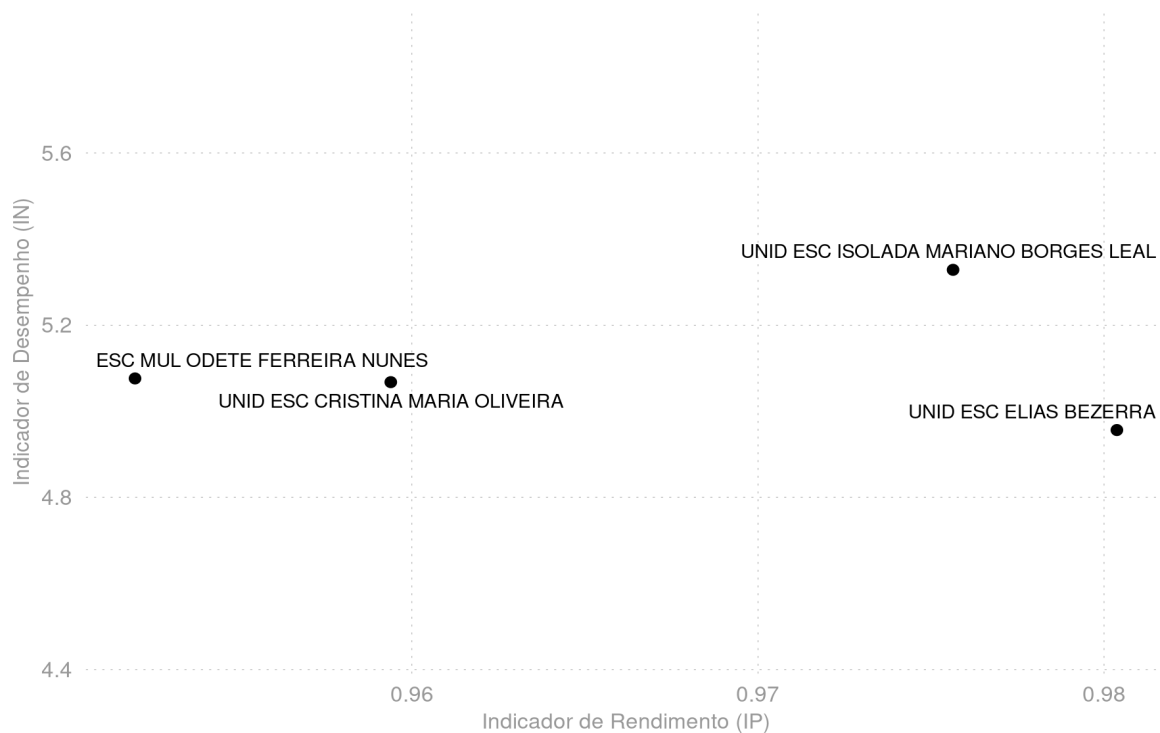 5.6
5.2
4.8
4.4
Indicador de Desempenho (IN)
UNID ESC ISOLADA MARIANO BORGES LEAL
ESC MUL ODETE FERREIRA NUNES
UNID ESC CRISTINA MARIA OLIVEIRA
UNID ESC ELIAS BEZERRA
0.96
0.97
0.98
Indicador de Rendimento (IP)